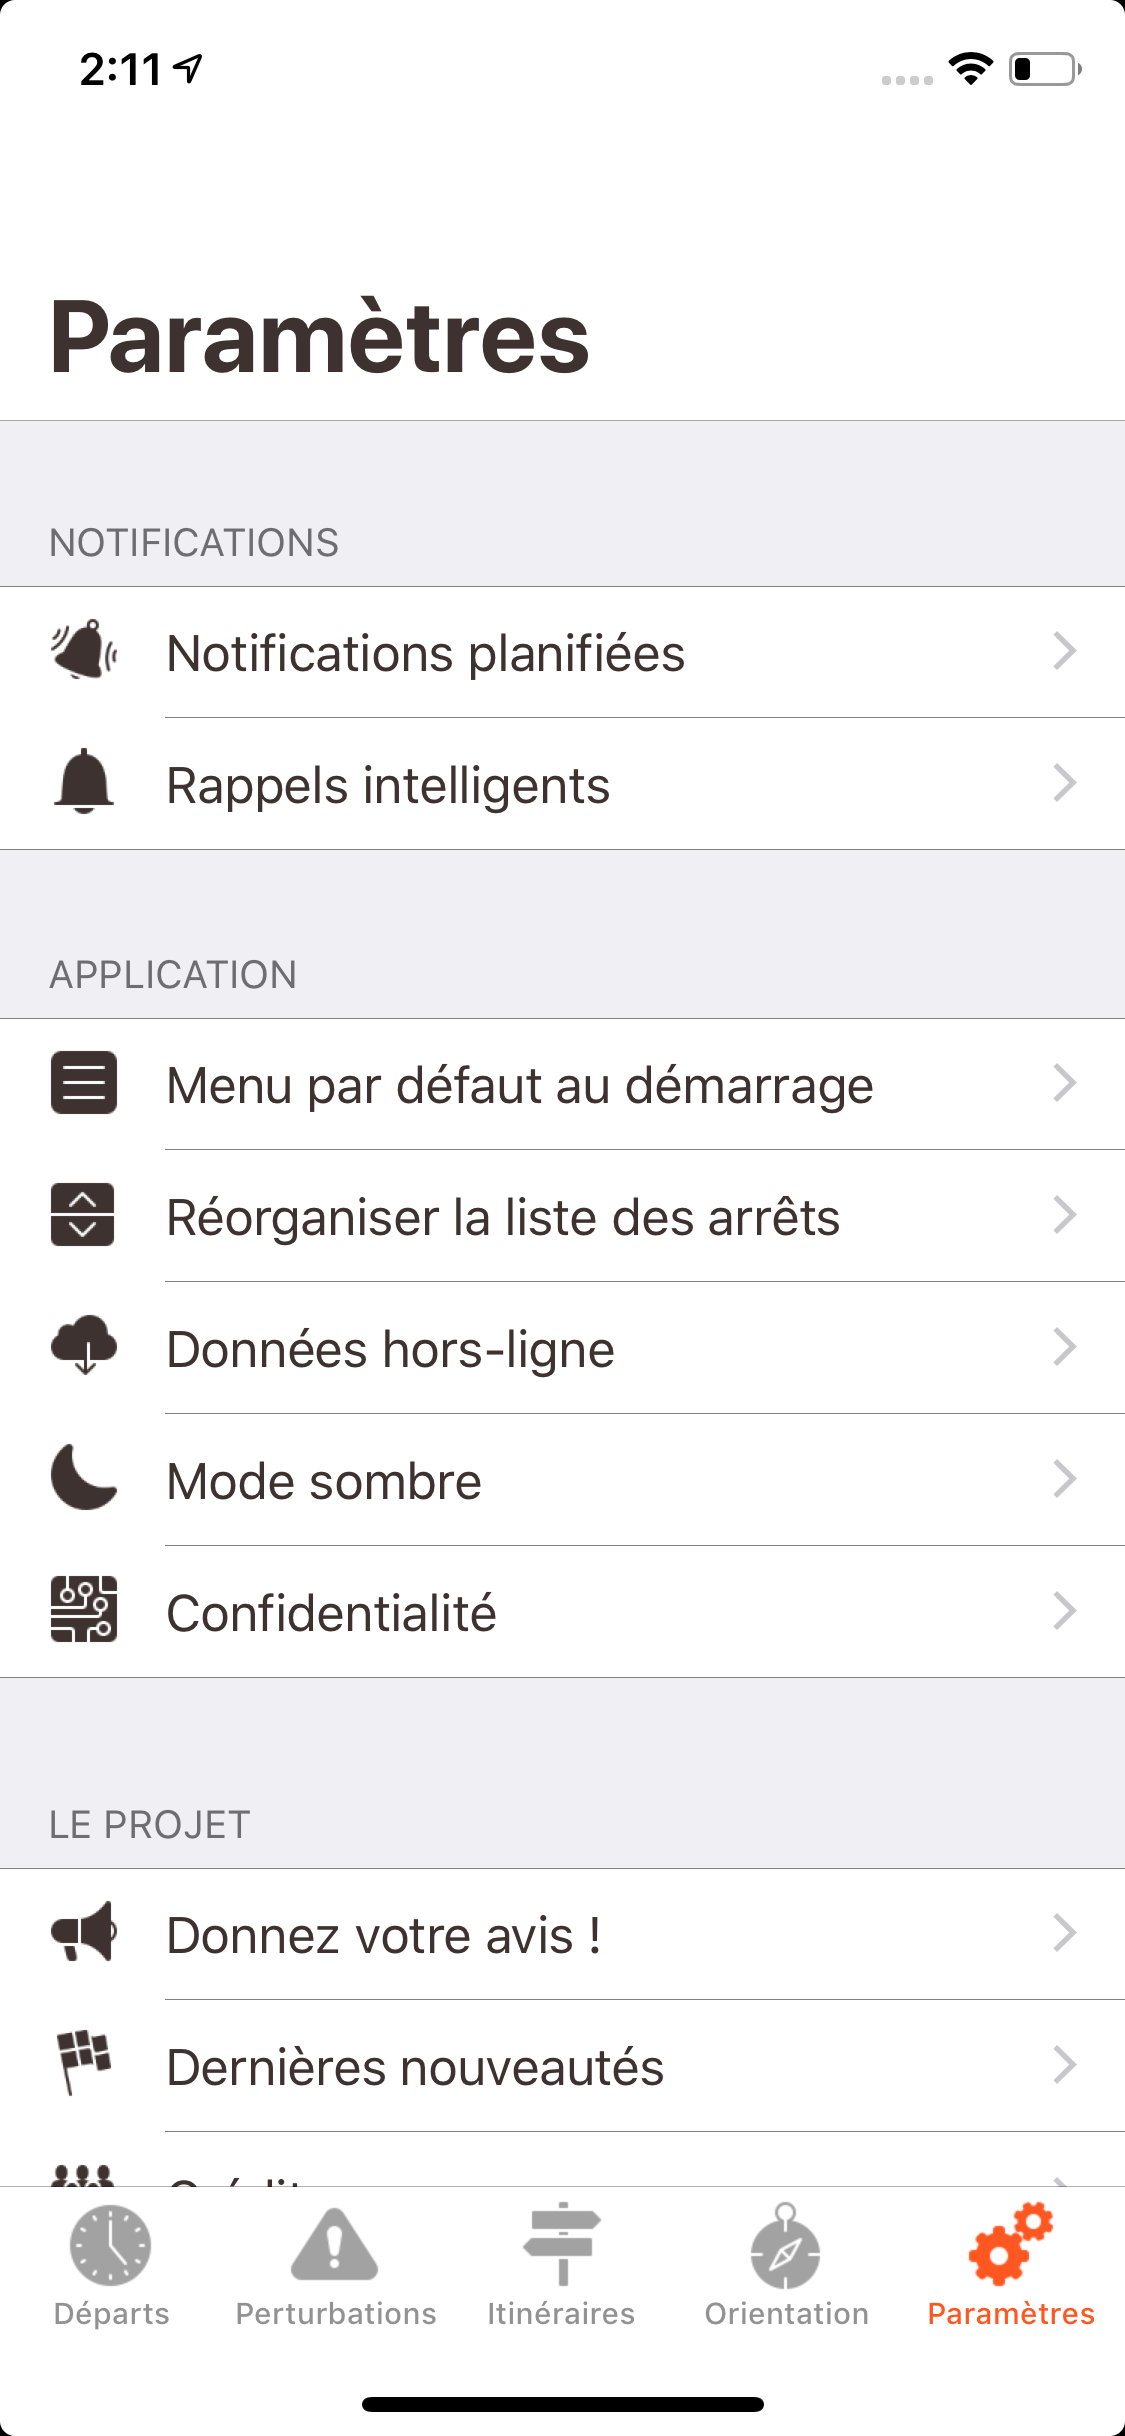 2:11
Paramètres
NOTIFICATIONS
Notifications planifiées
Rappels intelligents
APPLICATION
Menu par défaut au démarrage
Réorganiser la liste des arrêts
Données hors-ligne
Mode sombre
Confidentialité
LE PROJET
Donnez votre avis !
Dernières nouveautés
Départs
Perturbations
Itinéraires
Orientation
Paramètres